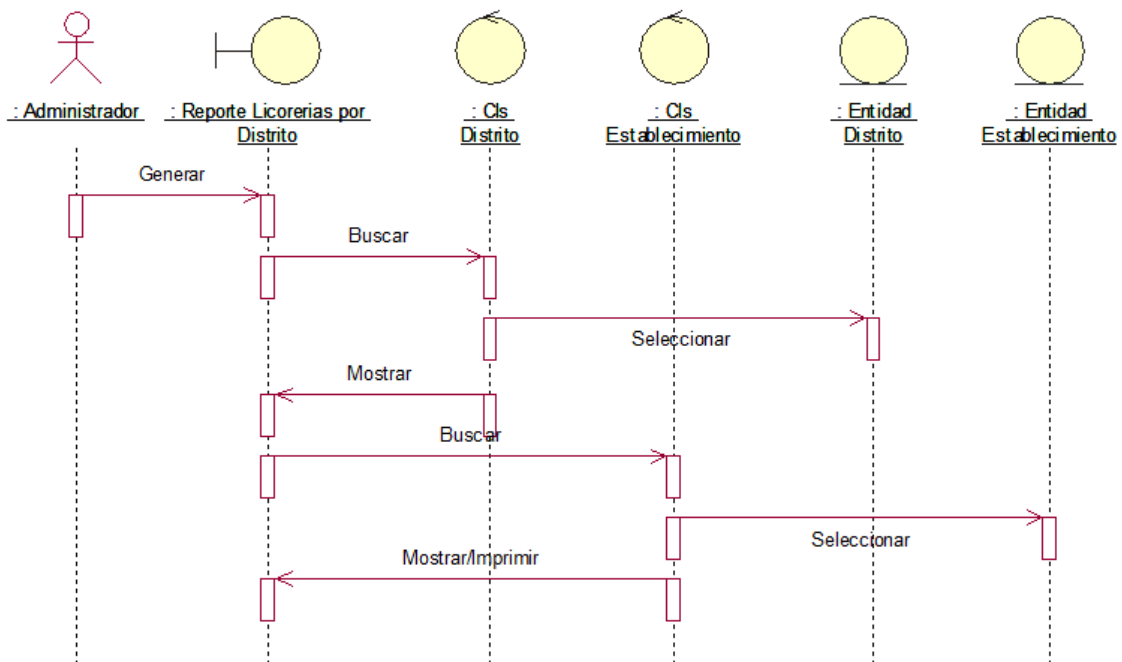 : Administrador
: Reporte Licorerias por
Distrito
: Cls
Distrito
: Cls
Establecimiento
: Entidad
Distrito
: Entidad
Establecimiento
Generar
Buscar
Seleccionar
Mostrar
Buscar
Seleccionar
Mostrar/Imprimir